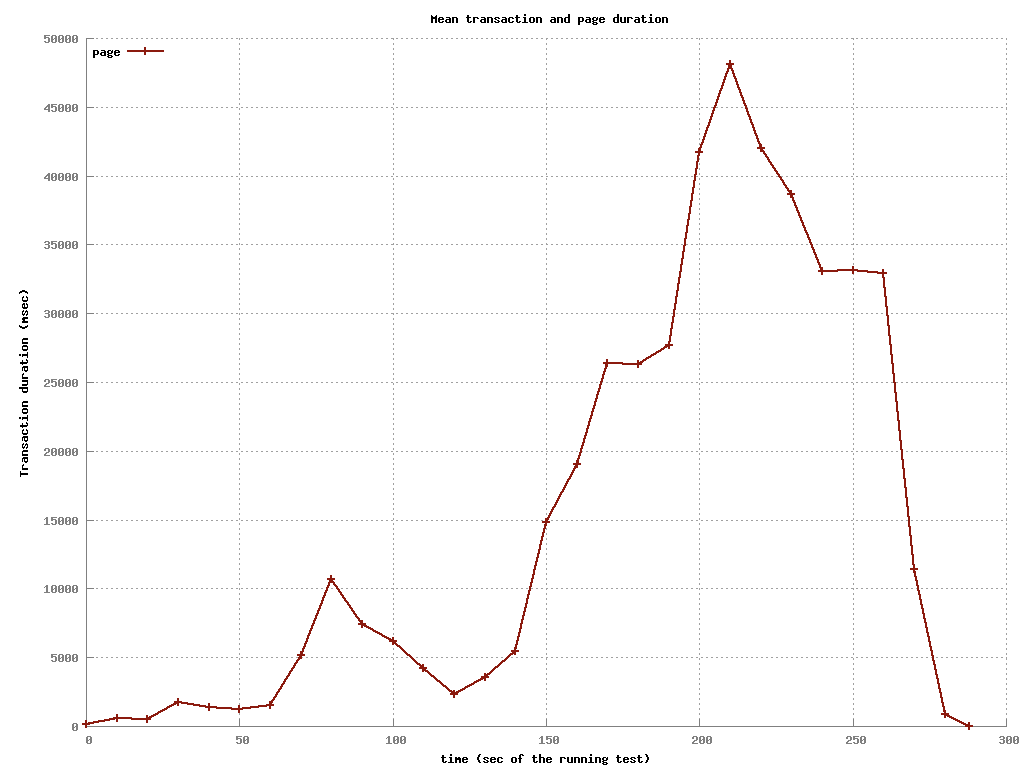 Mean transaction and page duration
50000
page
45000
40000
35000
30000
25000
20000
15000
10000
5000
0
Transaction duration (msec)
0 50 100 150 200 250 300
time (sec of the running test)